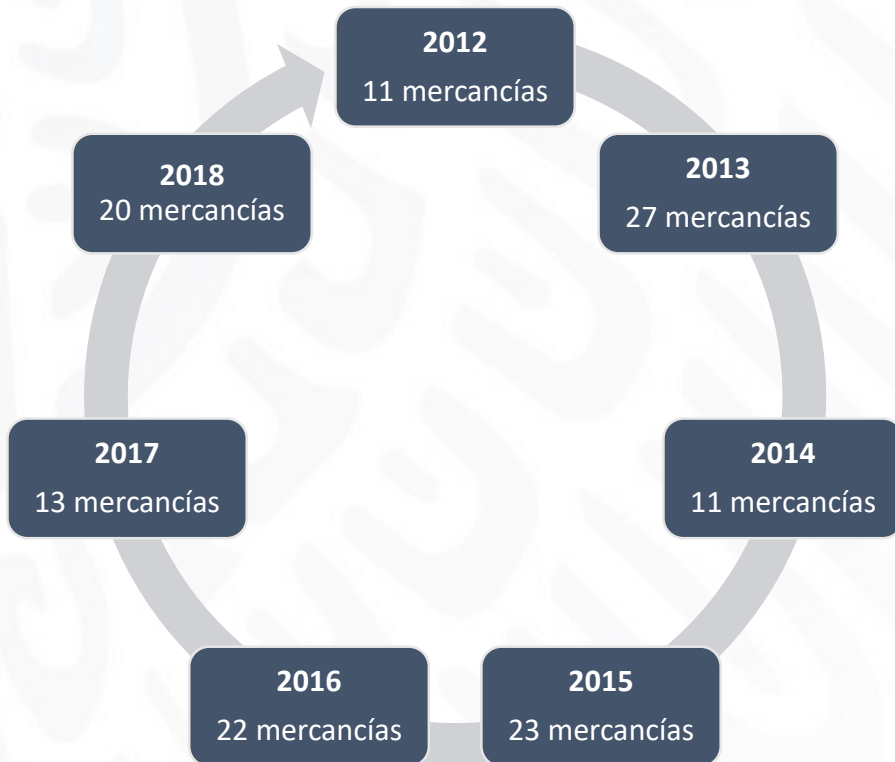 2012
11 mercancías
2013
27 mercancías
2014
11 mercancías
2015
23 mercancías
2016
22 mercancías
2017
13 mercancías
2018
20 mercancías